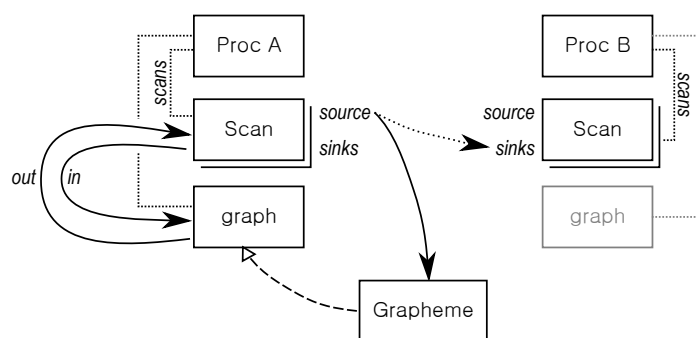 Proc A
Proc B
scans
scans
source
source
Scan
Scan
sinks
sinks
out
in
graph
graph
Grapheme